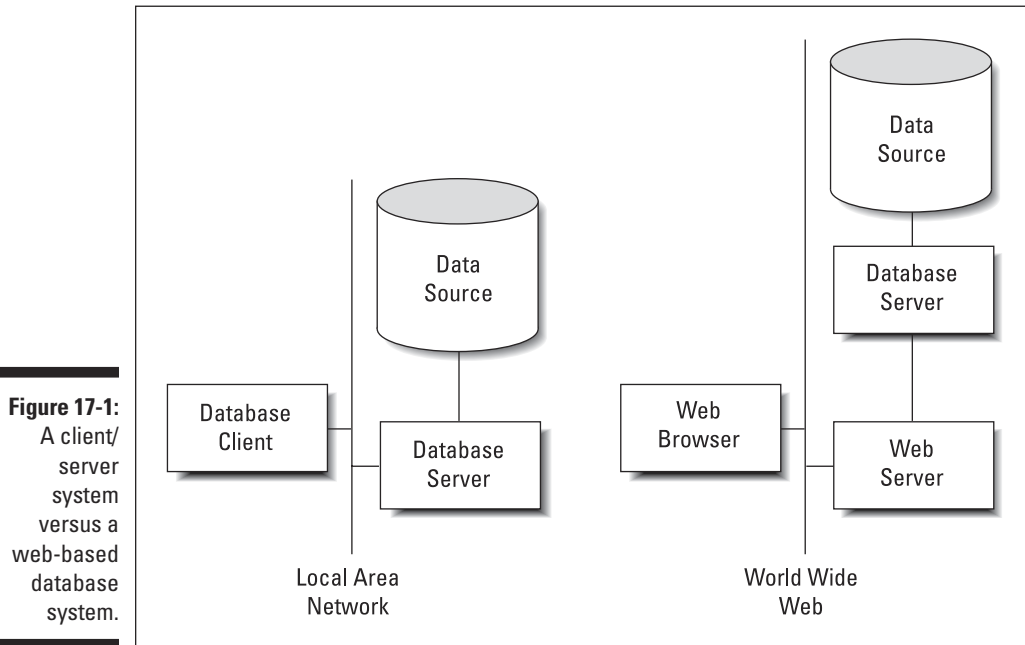 Figure 17-1:
A client/
server
system
versus a
web-based
database
system.
Data
Source
Database
Client
Database
Server
Local Area
Network
Data
Source
Database
Server
Web
Browser
Web
Server
World Wide
Web